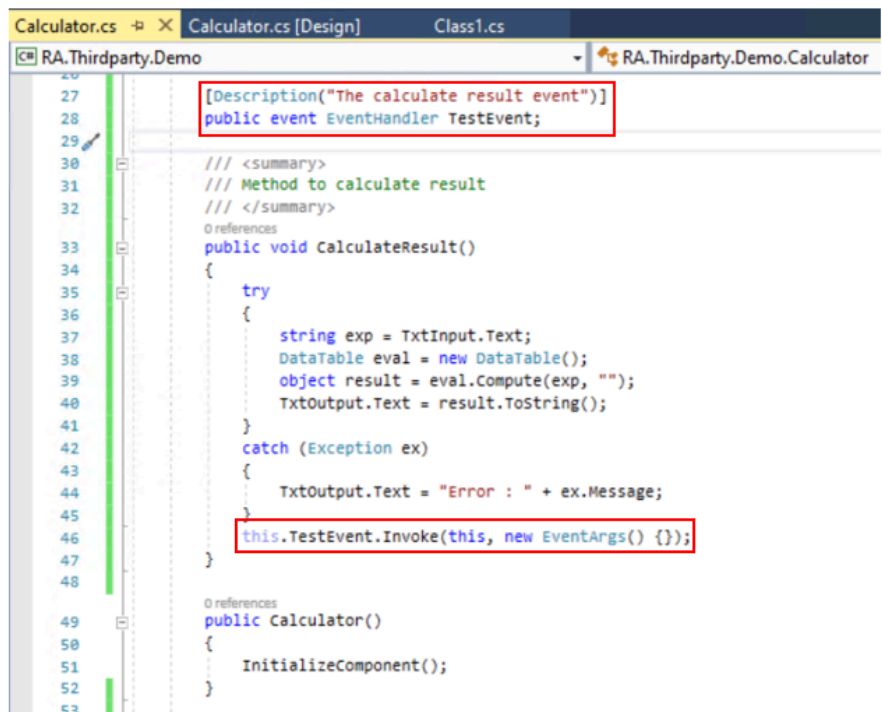 Calculator.cs Calculator.cs [Design] Class1.cs
C# RA.Thirdparty.Demo RA.Thirdparty.Demo.Calculator
26
27 [Description("The calculate result event")]
28 public event EventHandler TestEvent;
29
30 /// <summary>
31 /// Method to calculate result
32 /// </summary>
0 references
33 public void CalculateResult()
34 {
35 try
36 {
37 string exp = TxtInput.Text;
38 DataTable eval = new DataTable();
39 object result = eval.Compute(exp, "");
40 TxtOutput.Text = result.ToString();
41 }
42 catch (Exception ex)
43 {
44 TxtOutput.Text = "Error : " + ex.Message;
45 }
46 this.TestEvent.Invoke(this, new EventArgs() {});
47 }
48
0 references
49 public Calculator()
50 {
51 InitializeComponent();
52 }
53